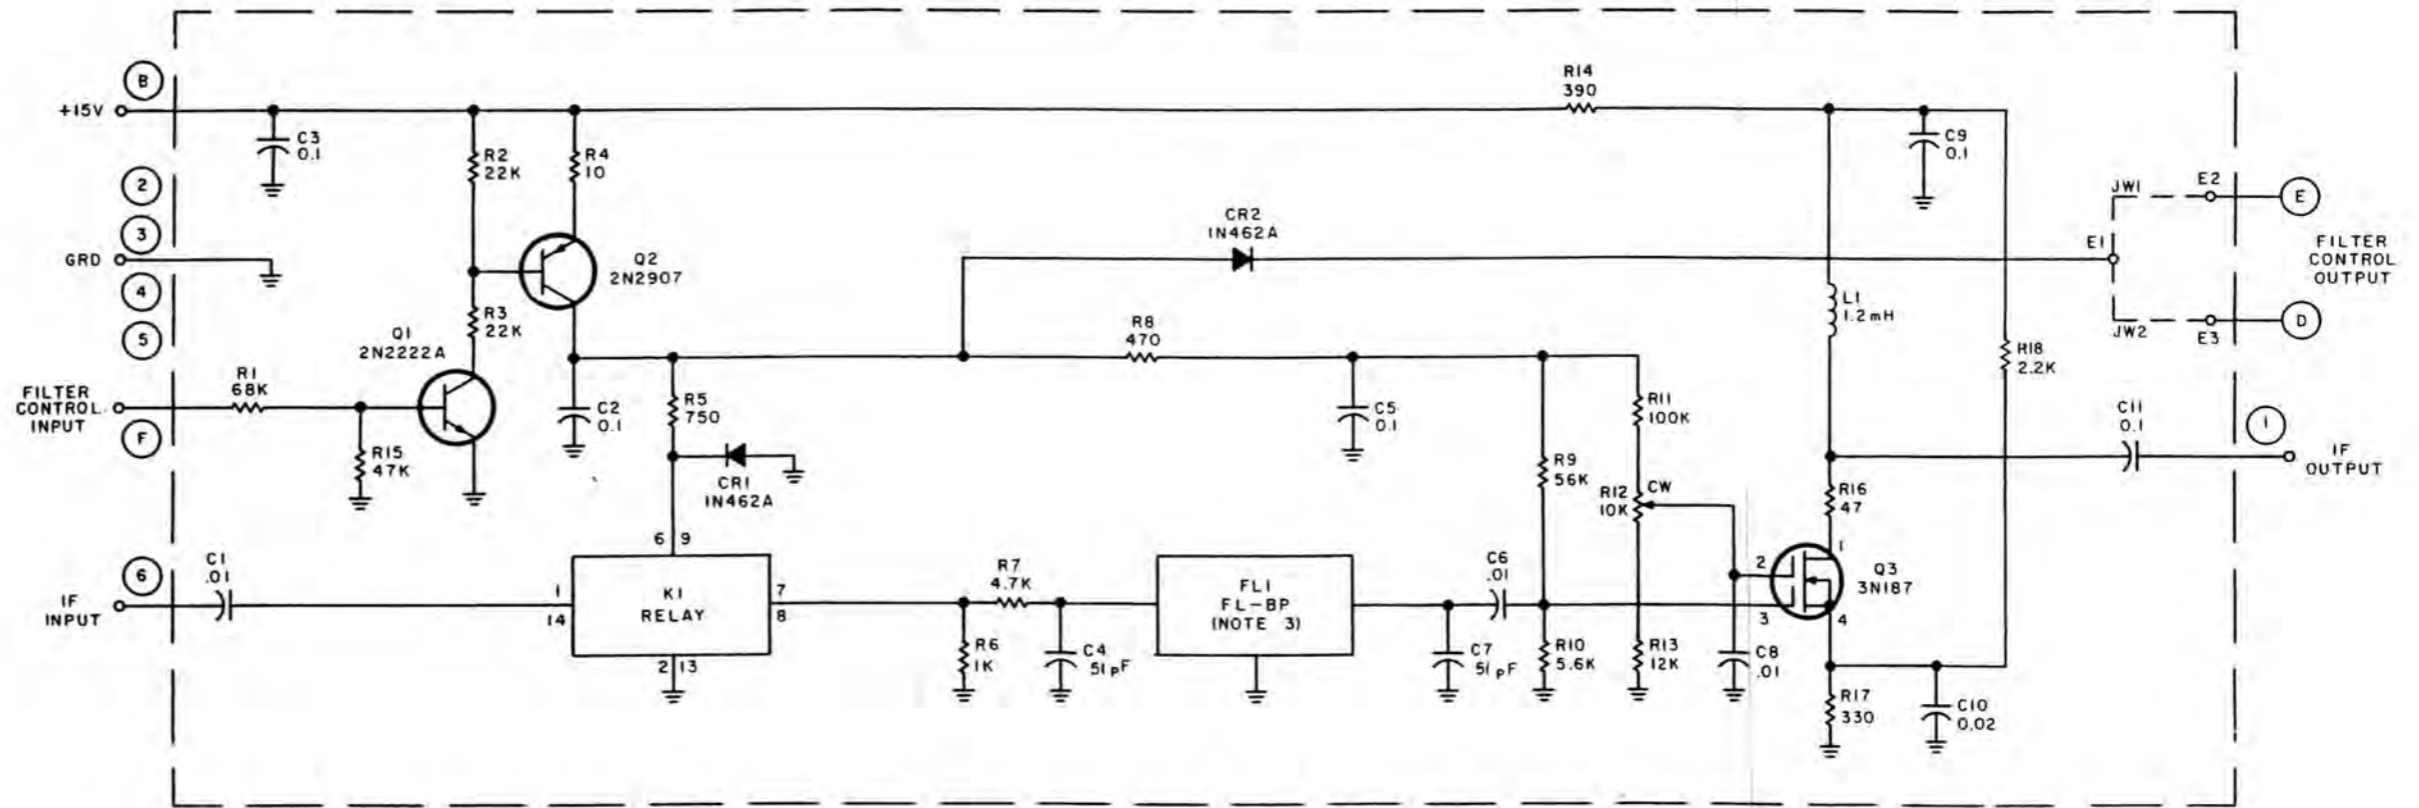 B
+15V
C3
0.1
2
3
GRD
4
5
R2
22K
R4
10
Q2
2N2907
R3
22K
Q1
2N2222A
R1
68K
FILTER
CONTROL
INPUT
F
R15
47K
C2
0.1
R5
750
CR1
1N462A
6
IF
INPUT
C1
.01
1
14
6 9
K1
RELAY
2 13
7
8
R14
390
CR2
1N462A
R8
470
C5
0.1
R7
4.7K
R6
1K
C4
51pF
FL1
FL-BP
(NOTE 3)
C7
51pF
C6
.01
R9
56K
R10
5.6K
R11
100K
R12
10K
CW
R13
12K
C8
.01
2
3
1
4
Q3
3N187
R16
47
L1
1.2mH
C9
0.1
R18
2.2K
R17
330
C10
0.02
C11
0.1
JW1
E2
E
E1
FILTER
CONTROL
OUTPUT
JW2
E3
D
1
IF
OUTPUT